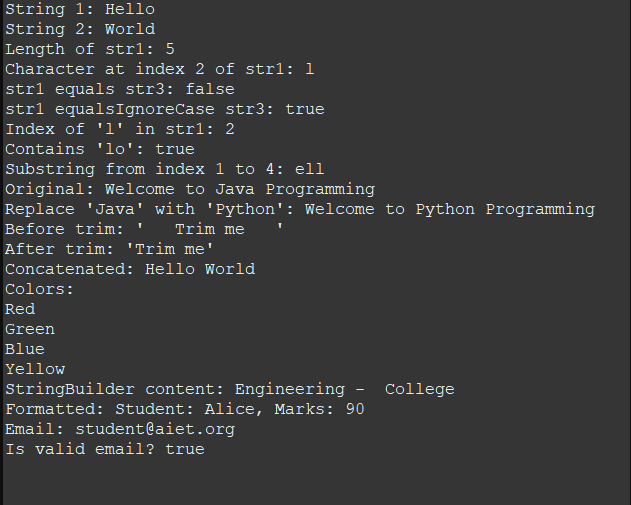 String 1: Hello
String 2: World
Length of str1: 5
Character at index 2 of str1: l
str1 equals str3: false
str1 equalsIgnoreCase str3: true
Index of 'l' in str1: 2
Contains 'lo': true
Substring from index 1 to 4: ell
Original: Welcome to Java Programming
Replace 'Java' with 'Python': Welcome to Python Programming
Before trim: '   Trim me   '
After trim: 'Trim me'
Concatenated: Hello World
Colors:
Red
Green
Blue
Yellow
StringBuilder content: Engineering -  College
Formatted: Student: Alice, Marks: 90
Email: student@aiet.org
Is valid email? true